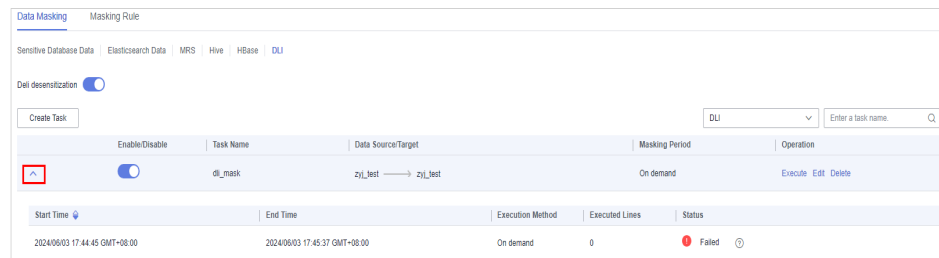 Data Masking Masking Rule
Sensitive Database Data Elasticsearch Data MRS Hive HBase DLI
Deli desensitization
Create Task DLI Enter a task name.
Enable/Disable Task Name Data Source/Target Masking Period Operation
dli_mask zyj_test zyj_test On demand Execute Edit Delete
Start Time End Time Execution Method Executed Lines Status
2024/06/03 17:44:45 GMT+08:00 2024/06/03 17:45:37 GMT+08:00 On demand 0 Failed